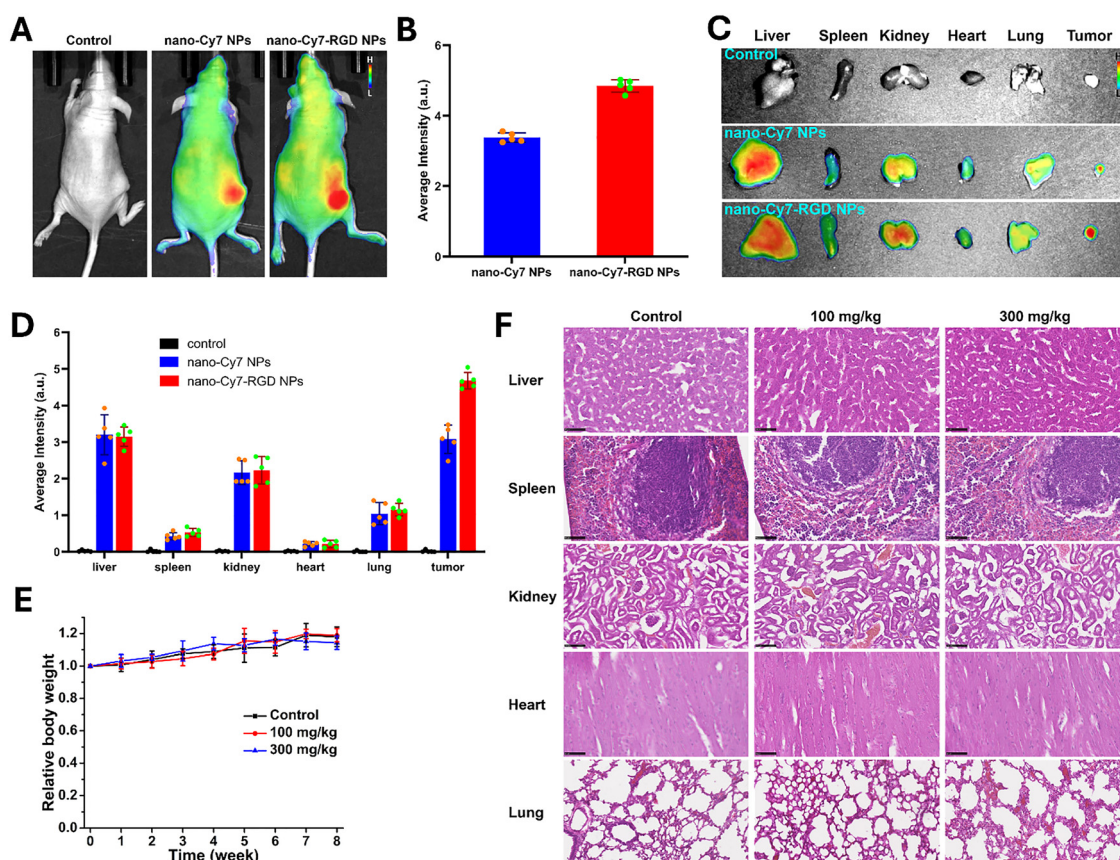 A
Control
nano-Cy7 NPs
nano-Cy7-RGD NPs
H
L
B
Average Intensity (a.u.)
6
4
2
0
nano-Cy7 NPs
nano-Cy7-RGD NPs
C
Liver Spleen Kidney Heart Lung Tumor
Control
H
L
nano-Cy7 NPs
nano-Cy7-RGD NPs
D
Average Intensity (a.u.)
6
5
4
3
2
1
0
control
nano-Cy7 NPs
nano-Cy7-RGD NPs
liver spleen kidney heart lung tumor
E
Relative body weight
1.2
1.0
0.8
0.6
0.4
0.2
0.0
Control
100 mg/kg
300 mg/kg
0 1 2 3 4 5 6 7 8
Time (week)
F
Control 100 mg/kg 300 mg/kg
Liver
Spleen
Kidney
Heart
Lung